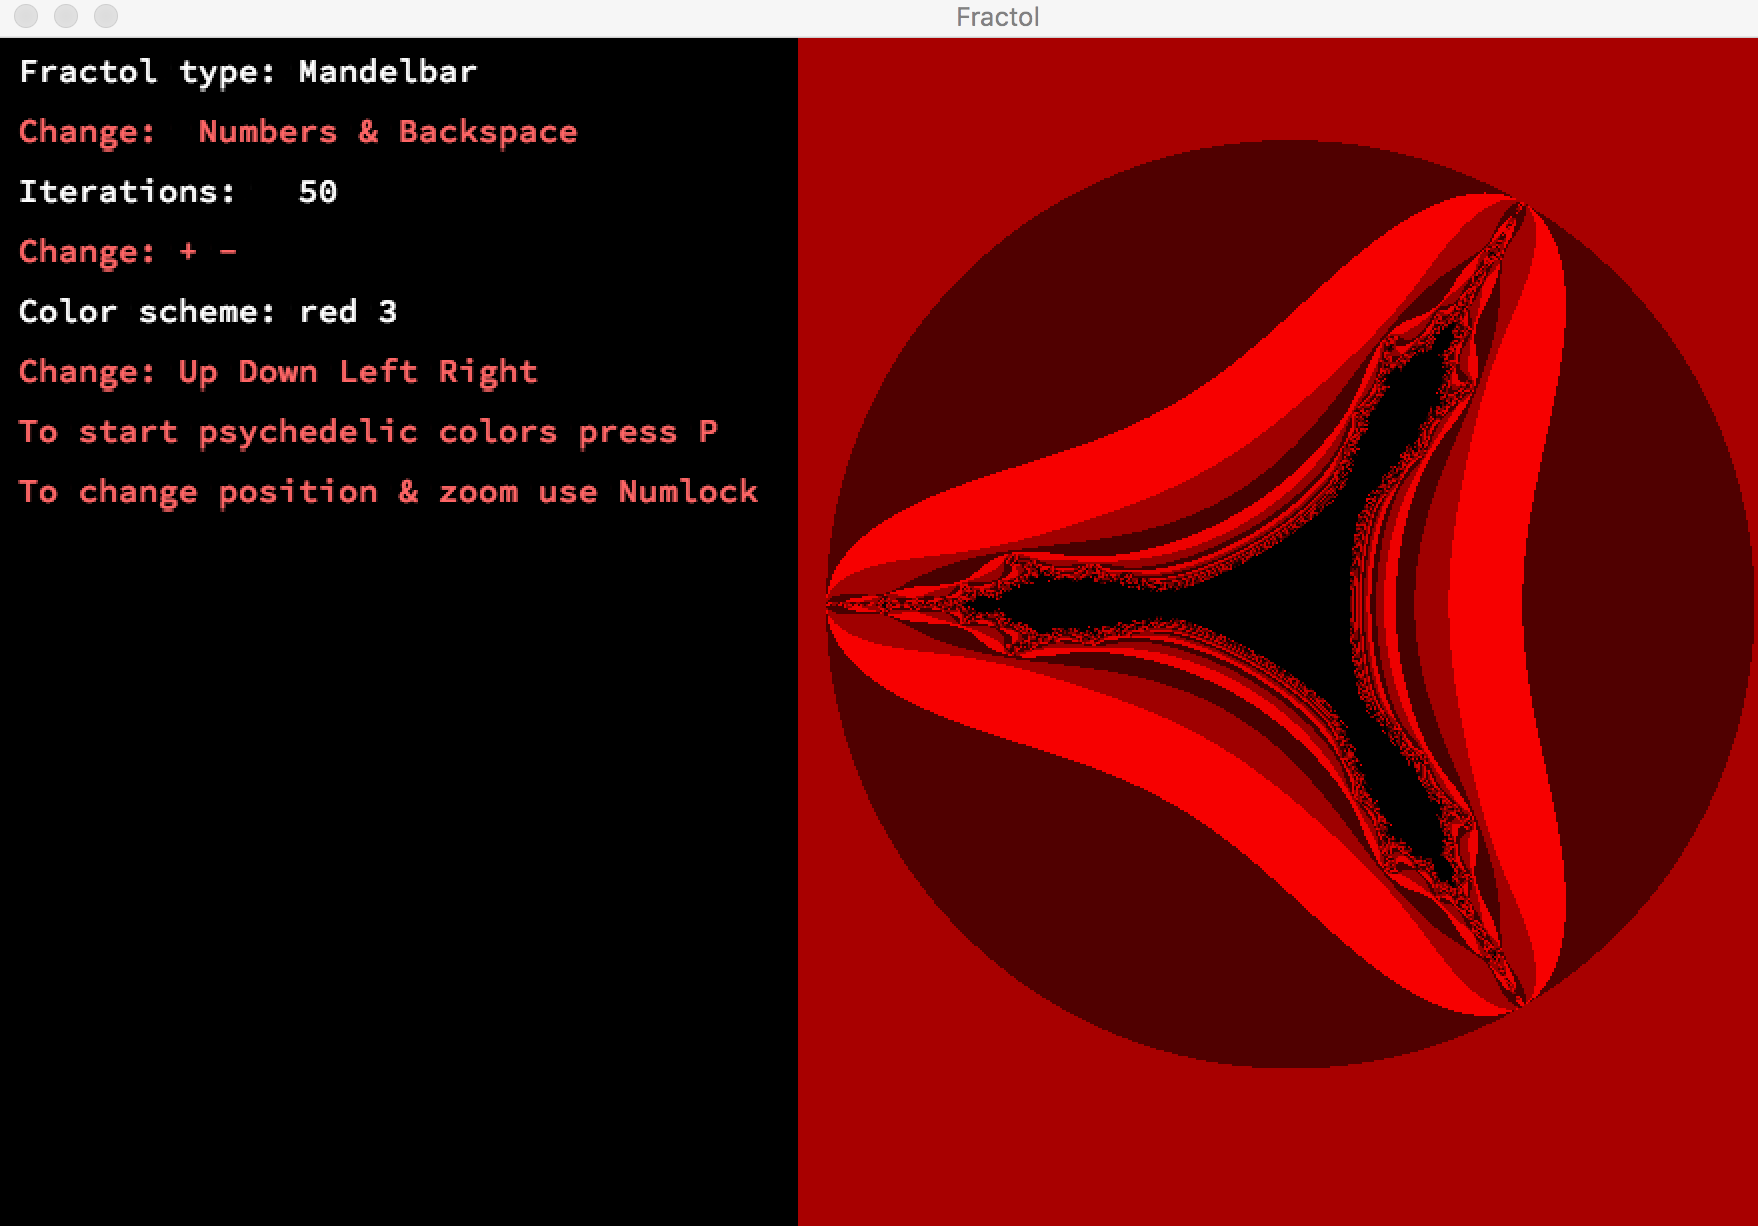 Fractol
Fractol type: Mandelbar
Change:  Numbers & Backspace
Iterations:   50
Change: + -
Color scheme: red 3
Change: Up Down Left Right
To start psychedelic colors press P
To change position & zoom use Numlock